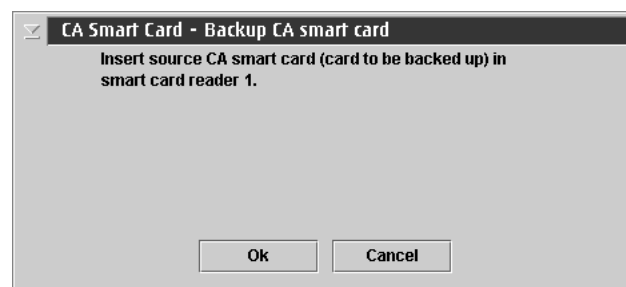 CA Smart Card - Backup CA smart card
Insert source CA smart card (card to be backed up) in
smart card reader 1.
Ok Cancel